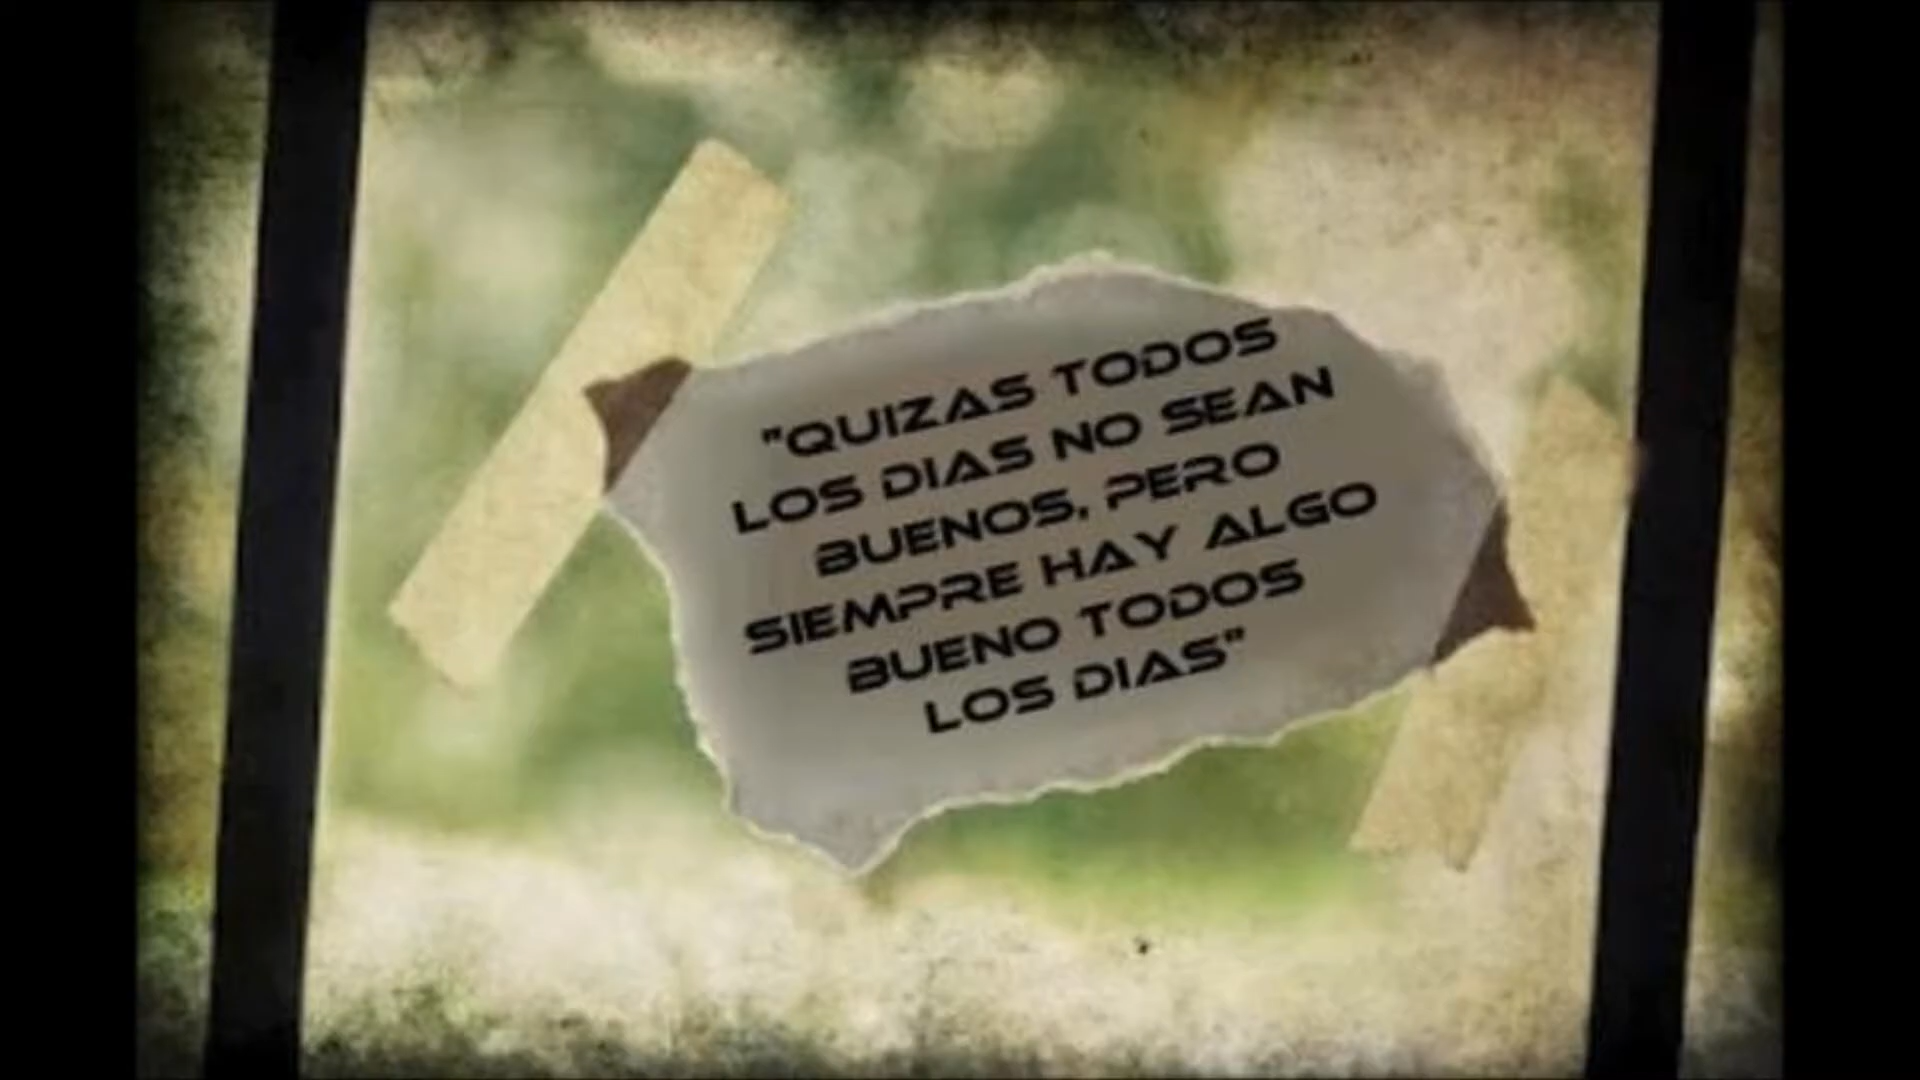 "QUIZAS TODOS
LOS DIAS NO SEAN
BUENOS, PERO
SIEMPRE HAY ALGO
BUENO TODOS
LOS DIAS"